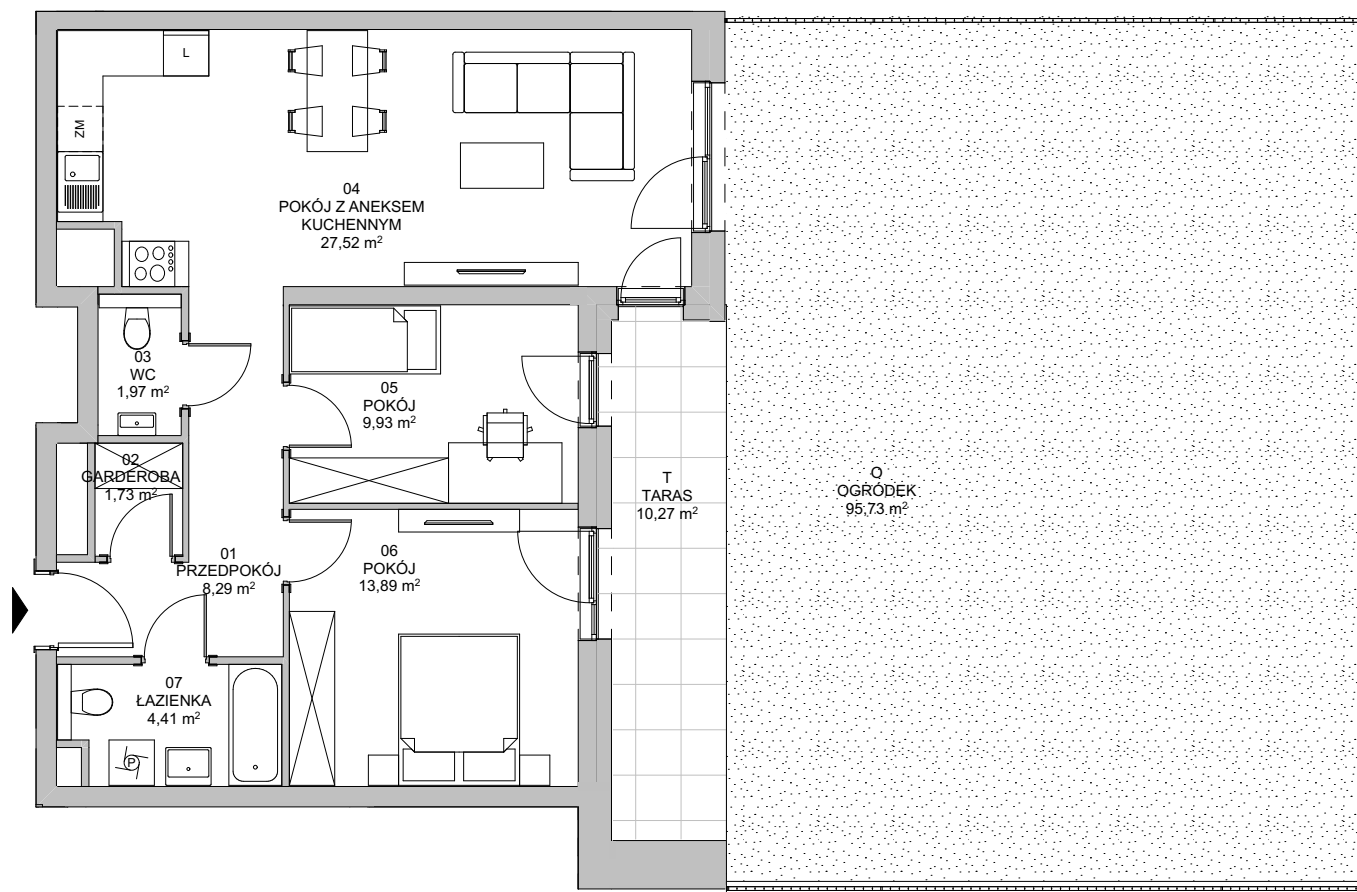 L
ZM
04
POKÓJ Z ANEKSEM
KUCHENNYM
27,52 m²
03
WC
1,97 m²
05
POKÓJ
9,93 m²
02
GARDEROBA
1,73 m²
T
TARAS
10,27 m²
O
OGRÓDEK
95,73 m²
01
PRZEDPOKÓJ
8,29 m²
06
POKÓJ
13,89 m²
07
ŁAZIENKA
4,41 m²
P